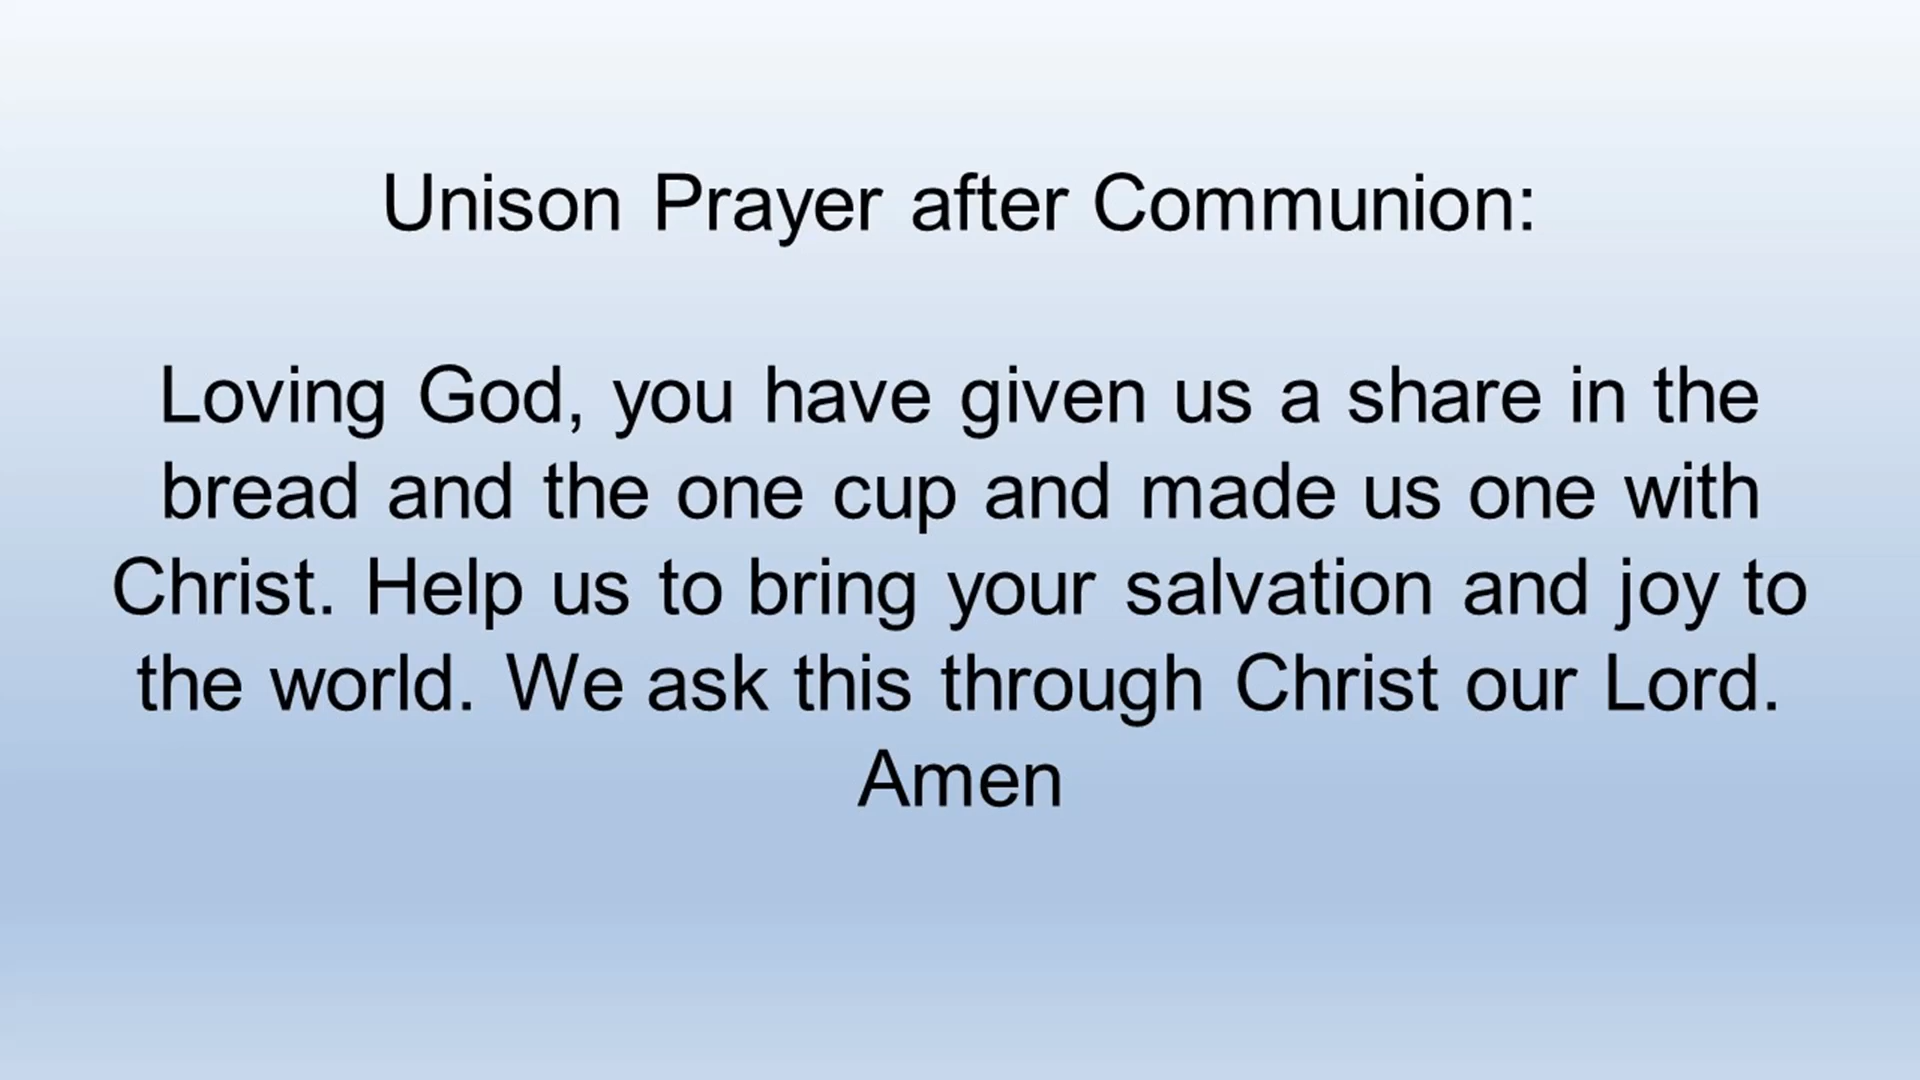 Unison Prayer after Communion:
Loving God, you have given us a share in the
bread and the one cup and made us one with
Christ. Help us to bring your salvation and joy to
the world. We ask this through Christ our Lord.
Amen